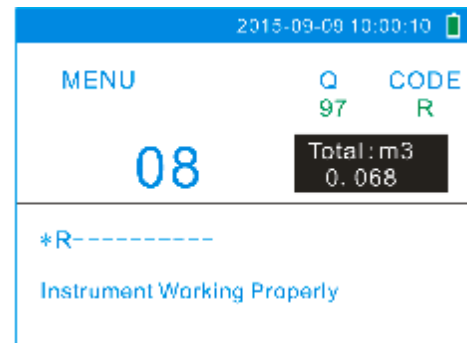 2015-09-09 10:00:10
MENU Q CODE
97 R
08 Total:m3
0.068
*R----------
Instrument Working Properly